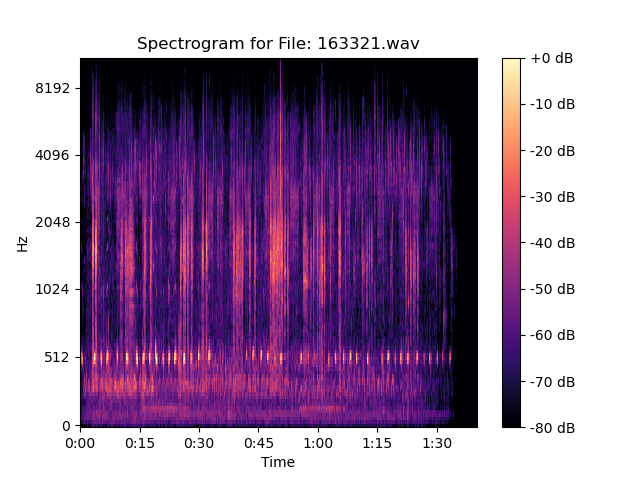 Spectrogram for File: 163321.wav
+0 dB
8192
-10 dB
4096
-20 dB
-30 dB
2048
Hz
-40 dB
1024
-50 dB
-60 dB
512
-70 dB
0
-80 dB
0:00 0:15 0:30 0:45 1:00 1:15 1:30
Time